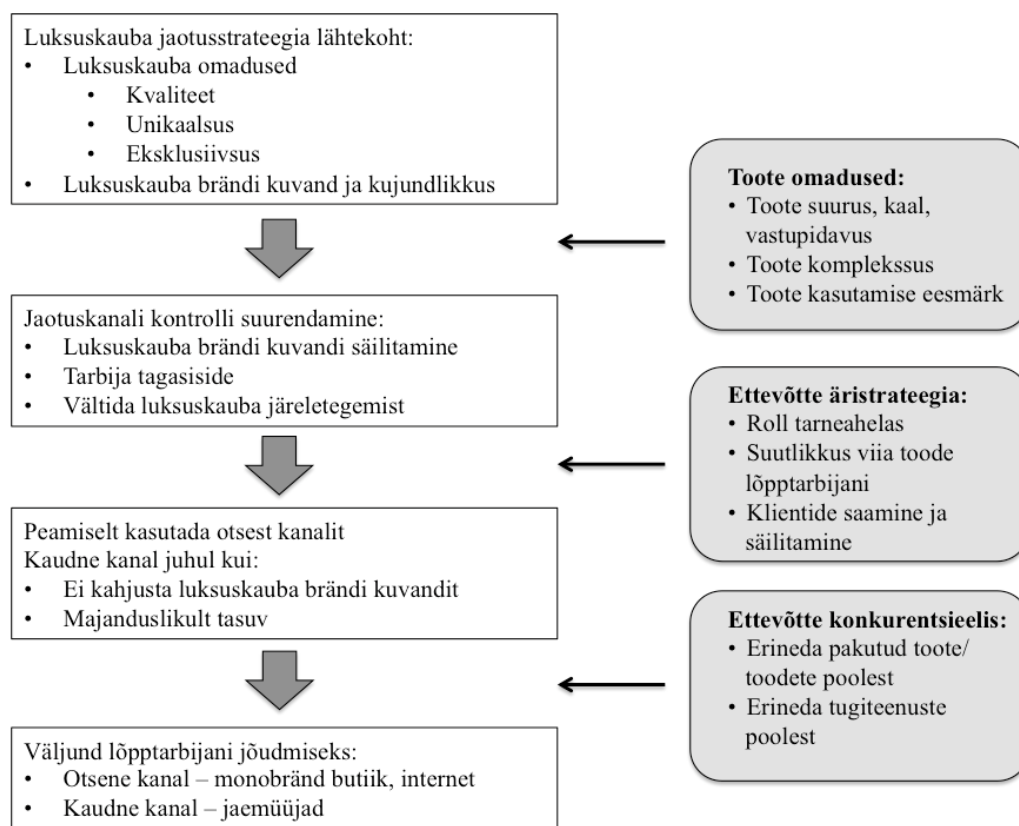 Luksuskauba jaotusstrateegia lähtekoht:
• Luksuskauba omadused
• Kvaliteet
• Unikaalsus
• Eksklusiivsus
• Luksuskauba brändi kuvand ja kujundlikkus
Jaotuskanali kontrolli suurendamine:
• Luksuskauba brändi kuvandi säilitamine
• Tarbija tagasiside
• Vältida luksuskauba järeletegemist
Peamiselt kasutada otsest kanalit
Kaudne kanal juhul kui:
• Ei kahjusta luksuskauba brändi kuvandit
• Majanduslikult tasuv
Väljund lõpptarbijani jõudmiseks:
• Otsene kanal – monobränd butiik, internet
• Kaudne kanal – jaemüüjad
Toote omadused:
• Toote suurus, kaal,
vastupidavus
• Toote komplekssus
• Toote kasutamise eesmärk
Ettevõtte äristrateegia:
• Roll tarneahelas
• Suutlikkus viia toode
lõpptarbijani
• Klientide saamine ja
säilitamine
Ettevõtte konkurentsieelis:
• Erineda pakutud toote/
toodete poolest
• Erineda tugiteenuste
poolest